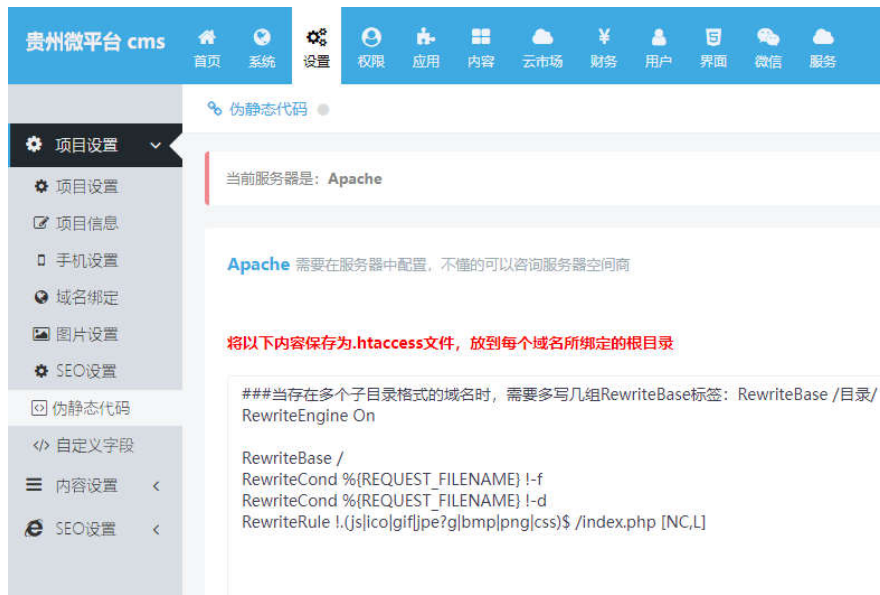 贵州微平台 cms
首页 系统 设置 权限 应用 内容 云市场 财务 用户 界面 微信 服务
伪静态代码
项目设置
项目设置
项目信息
手机设置
域名绑定
图片设置
SEO设置
伪静态代码
自定义字段
内容设置
SEO设置
当前服务器是：Apache
Apache 需要在服务器中配置，不懂的可以咨询服务器空间商
将以下内容保存为.htaccess文件，放到每个域名所绑定的根目录
###当存在多个子目录格式的域名时，需要多写几组RewriteBase标签：RewriteBase /目录/
RewriteEngine On
RewriteBase /
RewriteCond %{REQUEST_FILENAME} !-f
RewriteCond %{REQUEST_FILENAME} !-d
RewriteRule !.(js|ico|gif|jpe?g|bmp|png|css)$ /index.php [NC,L]